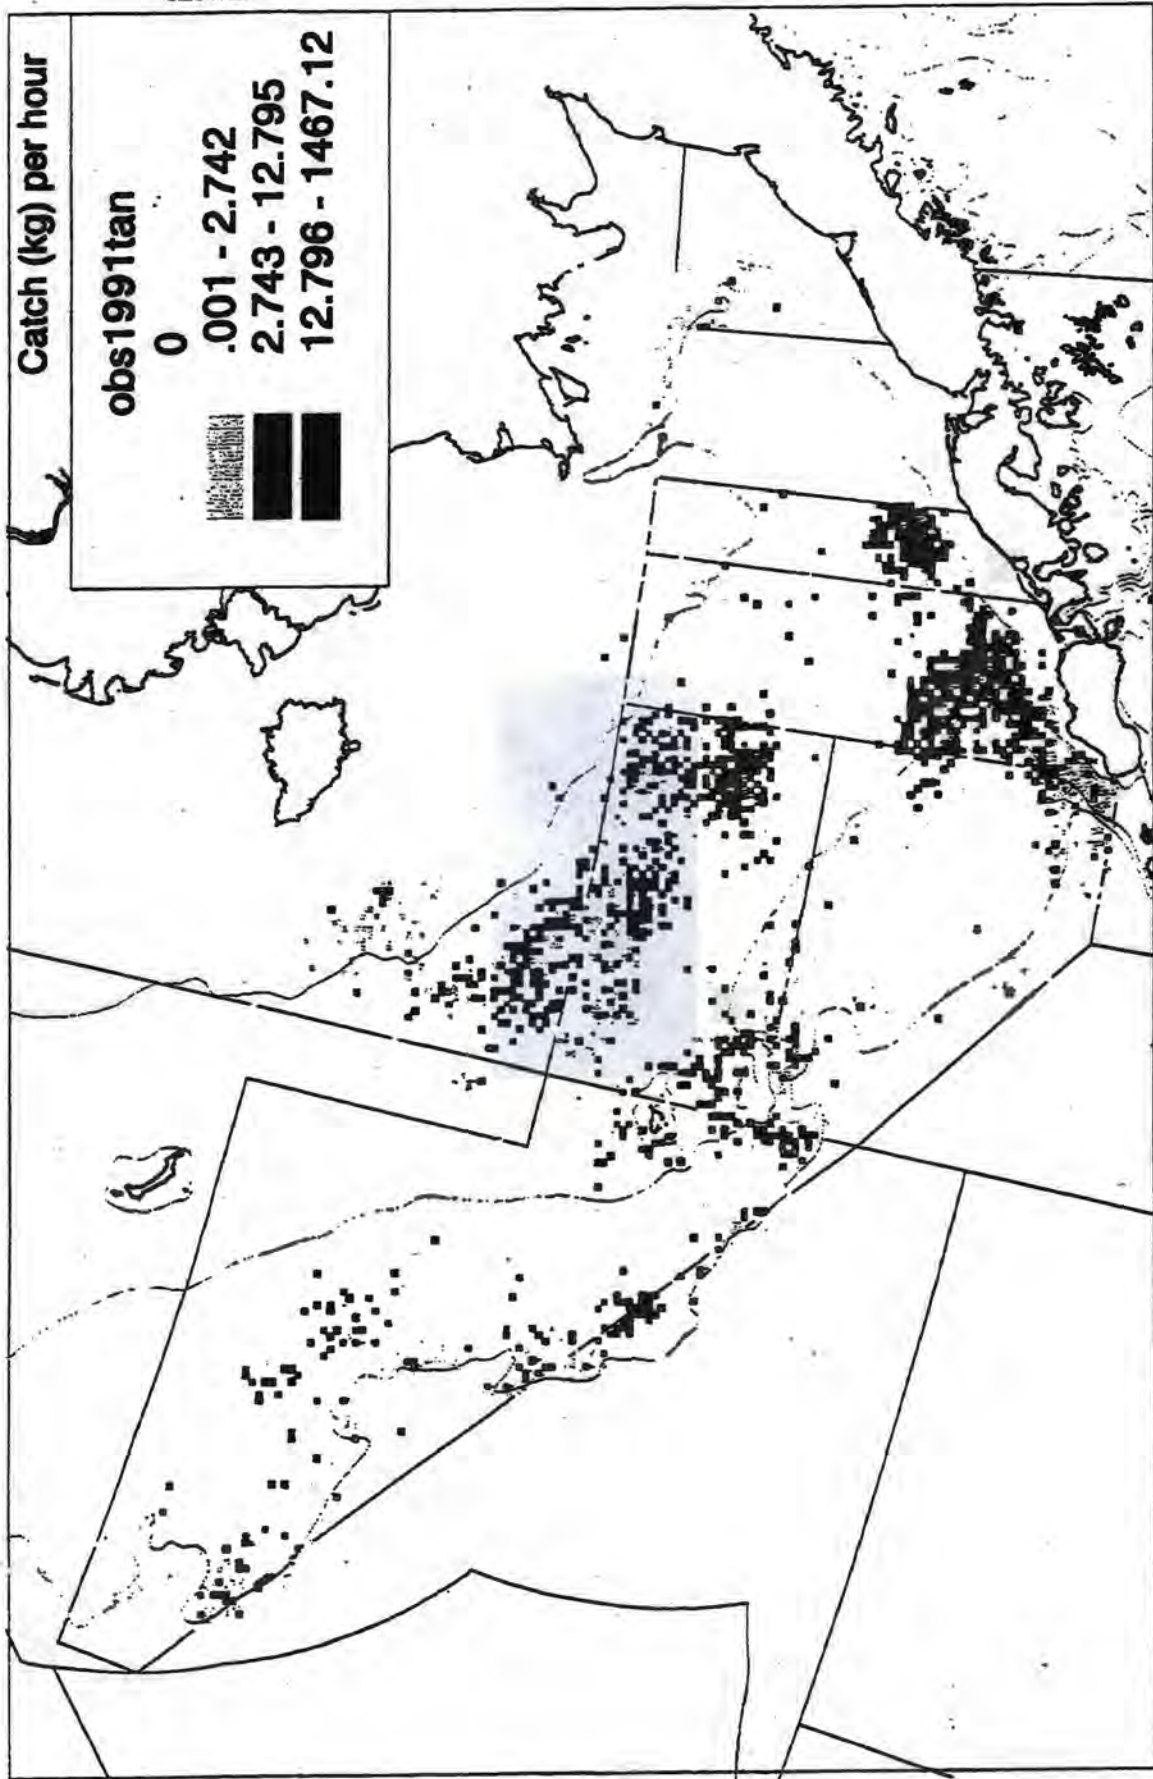 Catch (kg) per hour
obs1991tan
0
.001 - 2.742
2.743 - 12.795
12.796 - 1467.12